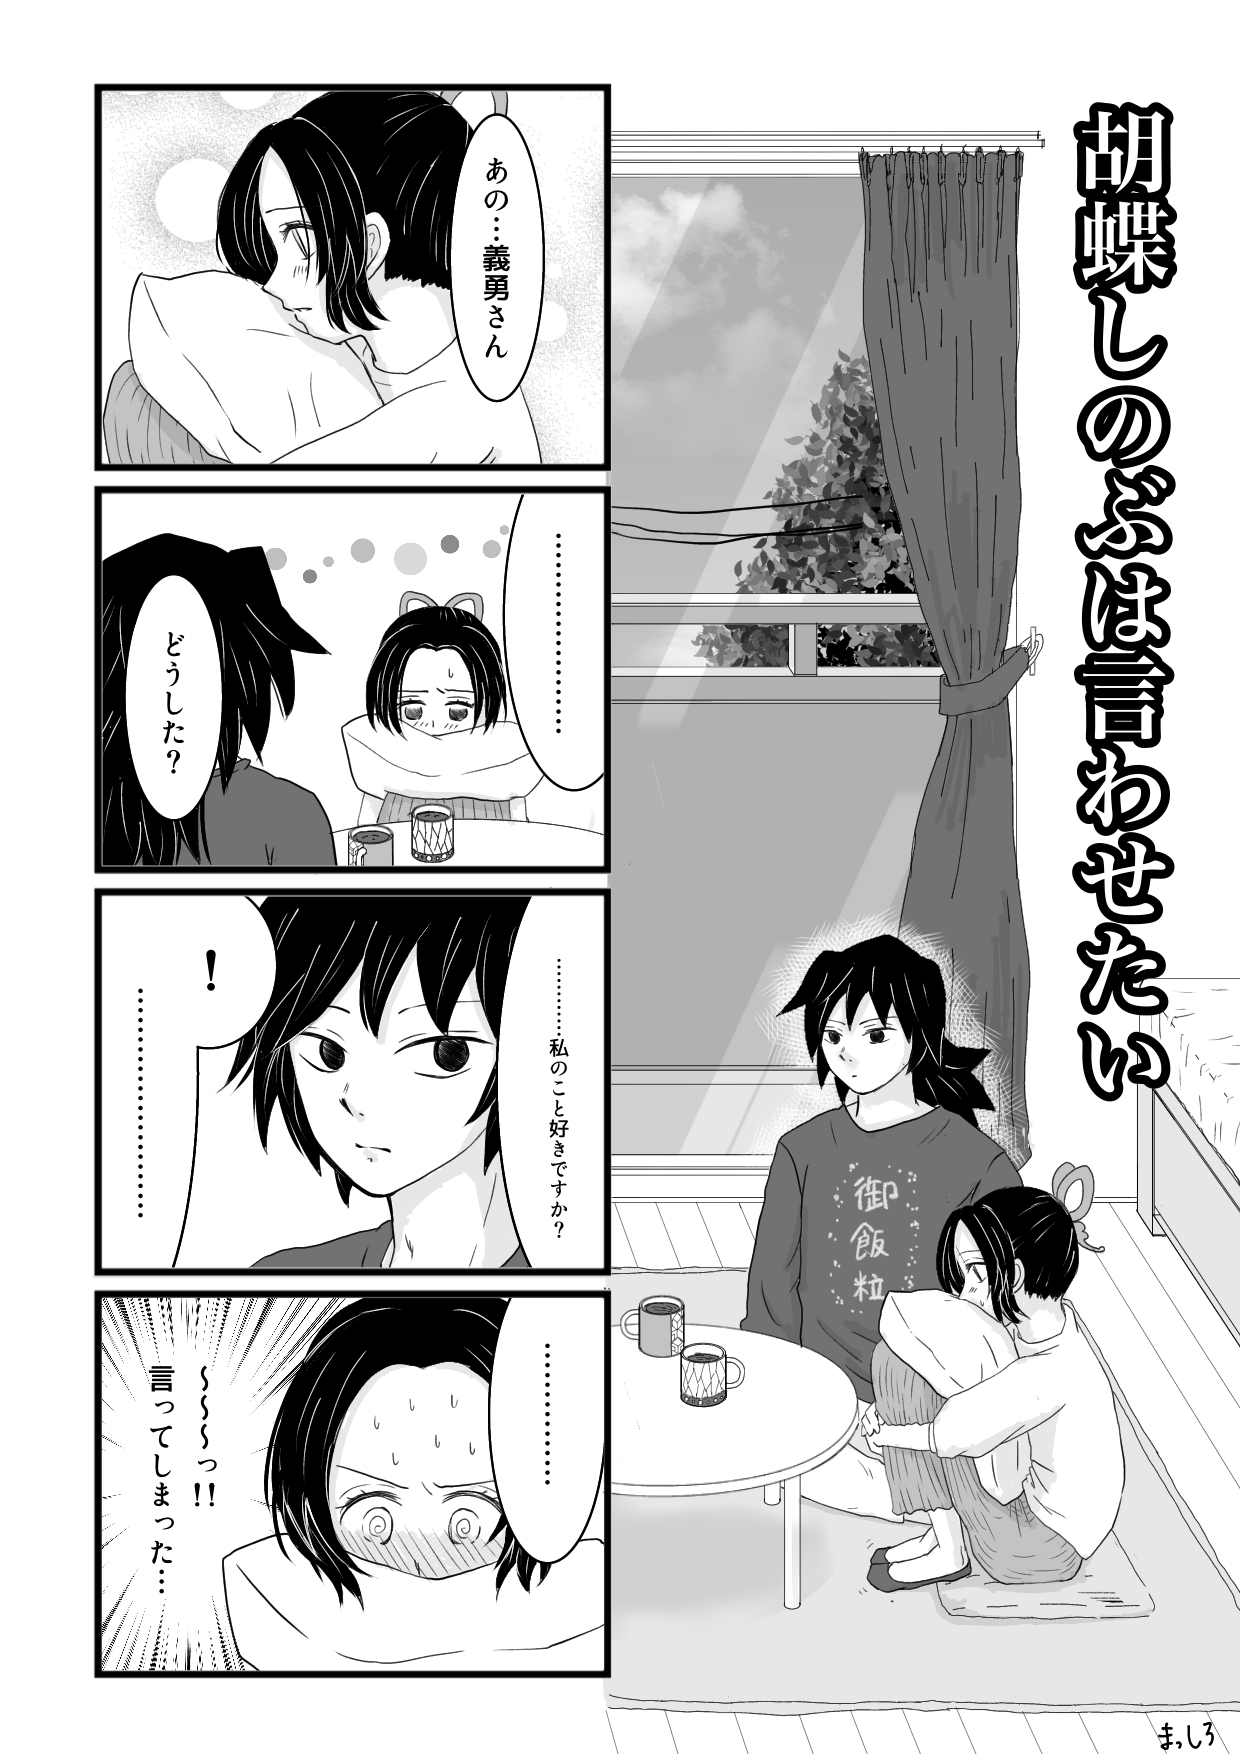 胡蝶しのぶは言わせたい
御飯粒
まっしろ
あの…義勇さん
…………………
どうした?
…………私のこと好きですか?
!
…………………
……………
~~~っ!!
言ってしまった…